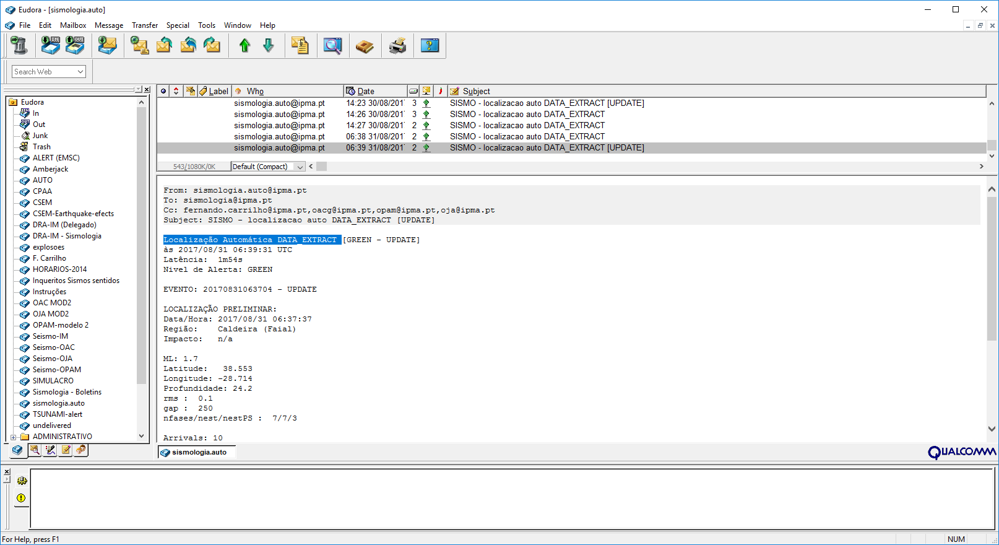 Eudora - [sismologia.auto]
File Edit Mailbox Message Transfer Special Tools Window Help
IN OUT
Search Web
Eudora
In
Out
Junk
Trash
ALERT (EMSC)
Amberjack
AUTO
CPAA
CSEM
CSEM-Earthquake-efects
DRA-IM (Delegado)
DRA-IM - Sismologia
explosoes
F. Carrilho
HORARIOS-2014
Inqueritos Sismos sentidos
Instruções
OAC MOD2
OJA MOD2
OPAM-modelo 2
Seismo-IM
Seismo-OAC
Seismo-OJA
Seismo-OPAM
SIMULACRO
Sismologia - Boletins
sismologia.auto
TSUNAMI-alert
undelivered
ADMINISTRATIVO
Label Who Date Subject
sismologia.auto@ipma.pt 14:23 30/08/201 3 SISMO - localizacao auto DATA_EXTRACT [UPDATE]
sismologia.auto@ipma.pt 14:26 30/08/201 3 SISMO - localizacao auto DATA_EXTRACT
sismologia.auto@ipma.pt 14:27 30/08/201 2 SISMO - localizacao auto DATA_EXTRACT
sismologia.auto@ipma.pt 06:38 31/08/201 2 SISMO - localizacao auto DATA_EXTRACT
sismologia.auto@ipma.pt 06:39 31/08/201 2 SISMO - localizacao auto DATA_EXTRACT [UPDATE]
543/1080K/0K Default (Compact)
From: sismologia.auto@ipma.pt
To: sismologia@ipma.pt
Cc: fernando.carrilho@ipma.pt,oacg@ipma.pt,opam@ipma.pt,oja@ipma.pt
Subject: SISMO - localizacao auto DATA_EXTRACT [UPDATE]
Localização Automática DATA_EXTRACT [GREEN - UPDATE]
às 2017/08/31 06:39:31 UTC
Latência: 1m54s
Nivel de Alerta: GREEN
EVENTO: 20170831063704 - UPDATE
LOCALIZAÇÃO PRELIMINAR:
Data/Hora: 2017/08/31 06:37:37
Região: Caldeira (Faial)
Impacto: n/a
ML: 1.7
Latitude: 38.553
Longitude: -28.714
Profundidade: 24.2
rms : 0.1
gap : 250
nfases/nest/nestPS : 7/7/3
Arrivals: 10
sismologia.auto
QUALCOMM
For Help, press F1
NUM